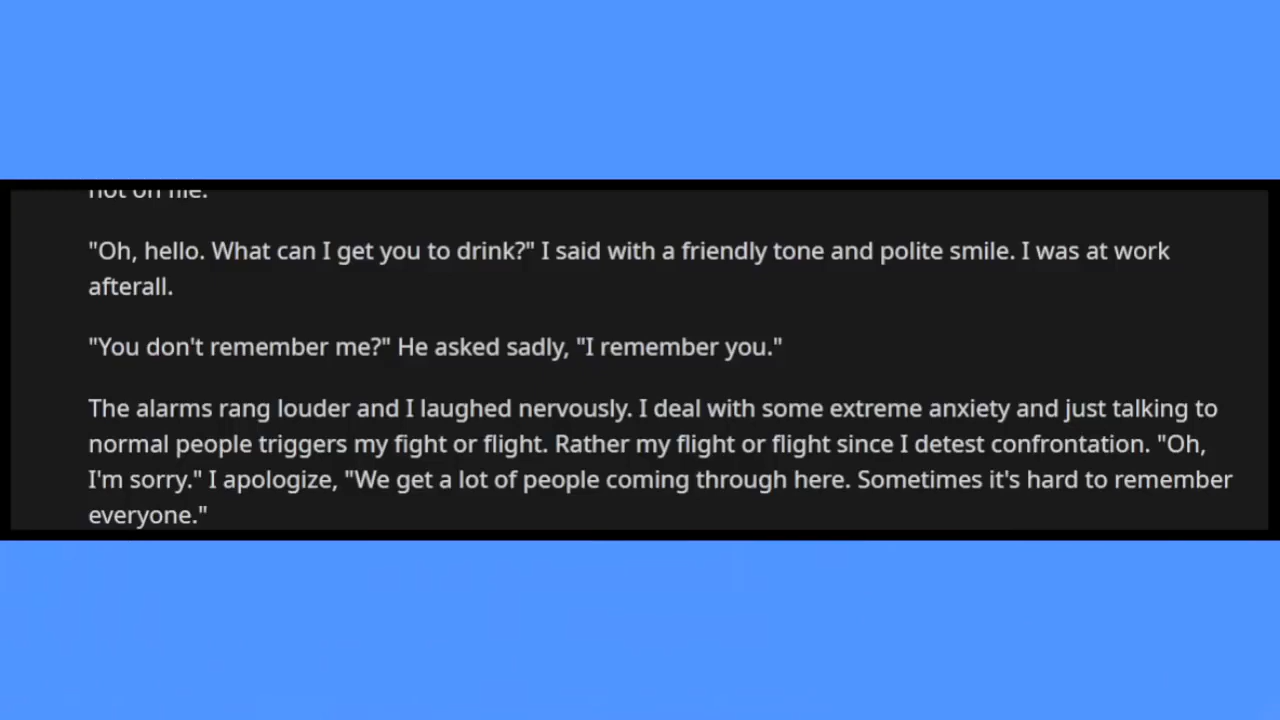 not on file.
"Oh, hello. What can I get you to drink?" I said with a friendly tone and polite smile. I was at work
afterall.
"You don't remember me?" He asked sadly, "I remember you."
The alarms rang louder and I laughed nervously. I deal with some extreme anxiety and just talking to
normal people triggers my fight or flight. Rather my flight or flight since I detest confrontation. "Oh,
I'm sorry." I apologize, "We get a lot of people coming through here. Sometimes it's hard to remember
everyone."